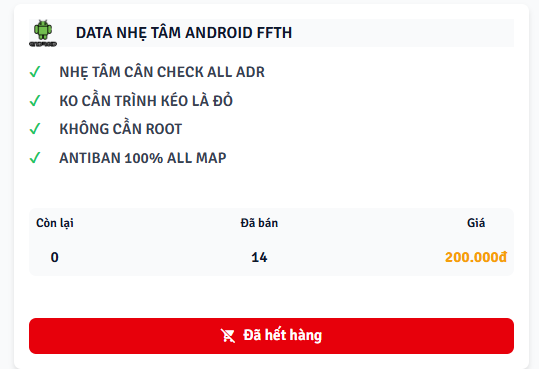 DATA NHẸ TÂM ANDROID FFTH
NHẸ TÂM CÂN CHECK ALL ADR
KO CẦN TRÌNH KÉO LÀ ĐỎ
KHÔNG CẦN ROOT
ANTIBAN 100% ALL MAP
Còn lại Đã bán Giá
0 14 200.000đ
Đã hết hàng